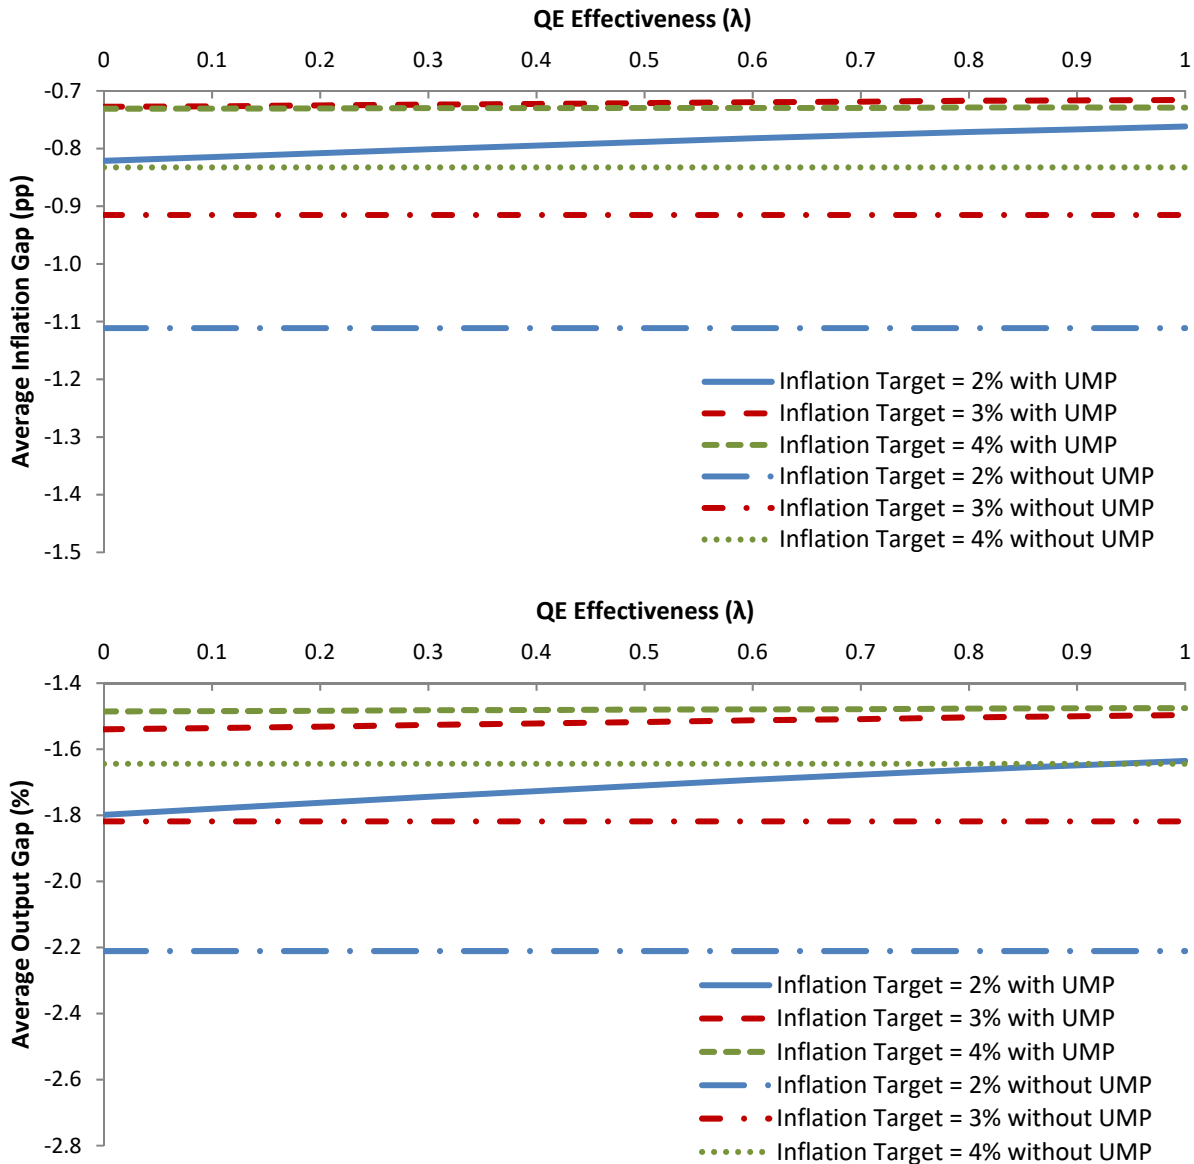 QE Effectiveness (λ)
0 0.1 0.2 0.3 0.4 0.5 0.6 0.7 0.8 0.9 1
Average Inflation Gap (pp)
-0.7
-0.8
-0.9
-1.0
-1.1
-1.2
-1.3
-1.4
-1.5
Inflation Target = 2% with UMP
Inflation Target = 3% with UMP
Inflation Target = 4% with UMP
Inflation Target = 2% without UMP
Inflation Target = 3% without UMP
Inflation Target = 4% without UMP
QE Effectiveness (λ)
0 0.1 0.2 0.3 0.4 0.5 0.6 0.7 0.8 0.9 1
Average Output Gap (%)
-1.4
-1.6
-1.8
-2.0
-2.2
-2.4
-2.6
-2.8
Inflation Target = 2% with UMP
Inflation Target = 3% with UMP
Inflation Target = 4% with UMP
Inflation Target = 2% without UMP
Inflation Target = 3% without UMP
Inflation Target = 4% without UMP